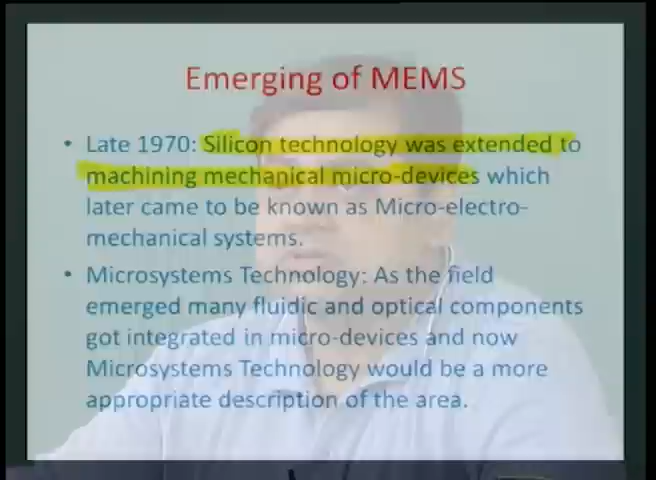 Emerging of MEMS
• Late 1970: Silicon technology was extended to
machining mechanical micro-devices which
later came to be known as Micro-electro-
mechanical systems.
• Microsystems Technology: As the field
emerged many fluidic and optical components
got integrated in micro-devices and now
Microsystems Technology would be a more
appropriate description of the area.